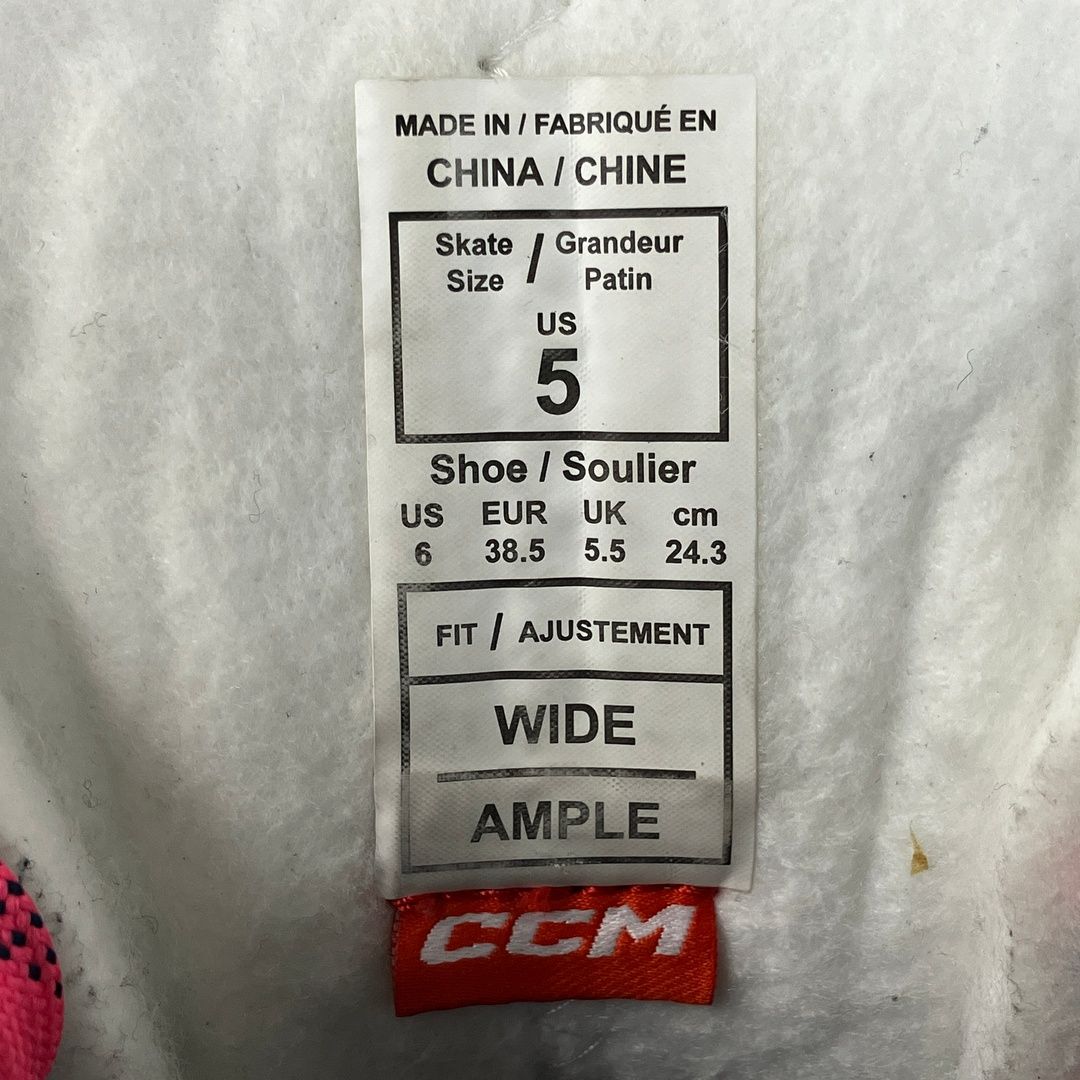 MADE IN / FABRIQUÉ EN
CHINA / CHINE
Skate / Grandeur
Size Patin
US
5
Shoe / Soulier
US EUR UK cm
6 38.5 5.5 24.3
FIT / AJUSTEMENT
WIDE
AMPLE
CCM